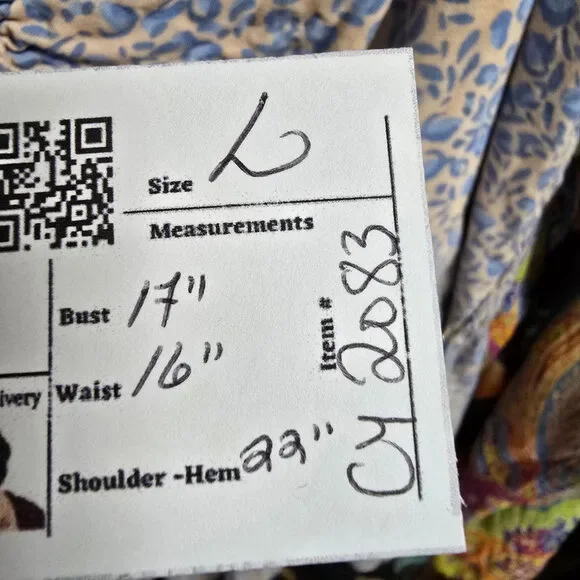 Size L
Measurements
Bust 17"
Waist 16"
Shoulder -Hem 22"
Item # CY 2083
ivery